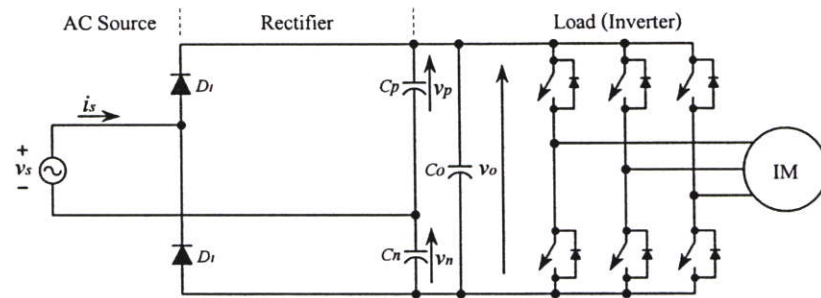 AC Source
Rectifier
Load (Inverter)
D1
is
Cp
vp
+
vs
−
Co
vo
IM
D1
Cn
vn